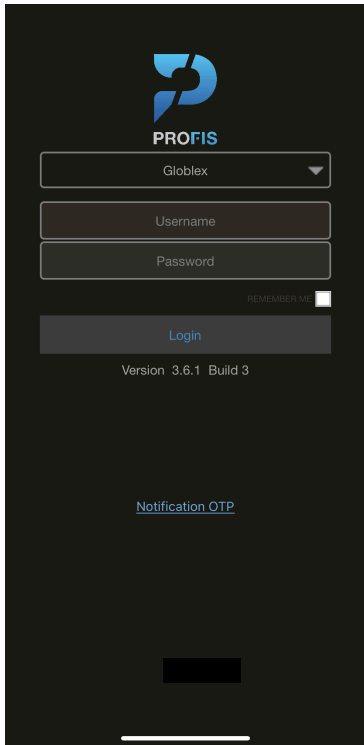 PROFIS
Globlex
Username
Password
REMEMBER ME
Login
Version 3.6.1 Build 3
Notification OTP